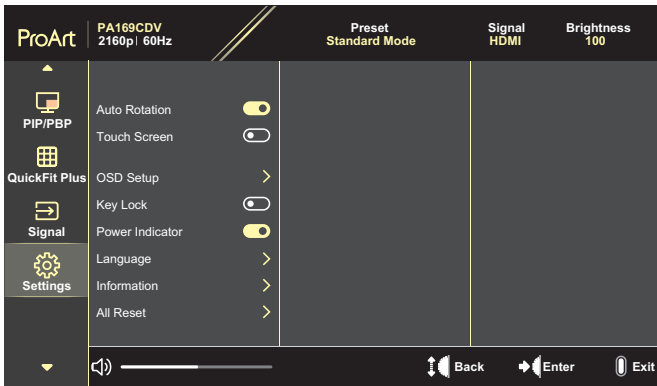 ProArt
PA169CDV
2160p| 60Hz
Preset
Standard Mode
Signal
HDMI
Brightness
100
PIP/PBP
QuickFit Plus
Signal
Settings
Auto Rotation
Touch Screen
OSD Setup
Key Lock
Power Indicator
Language
Information
All Reset
Back
Enter
Exit